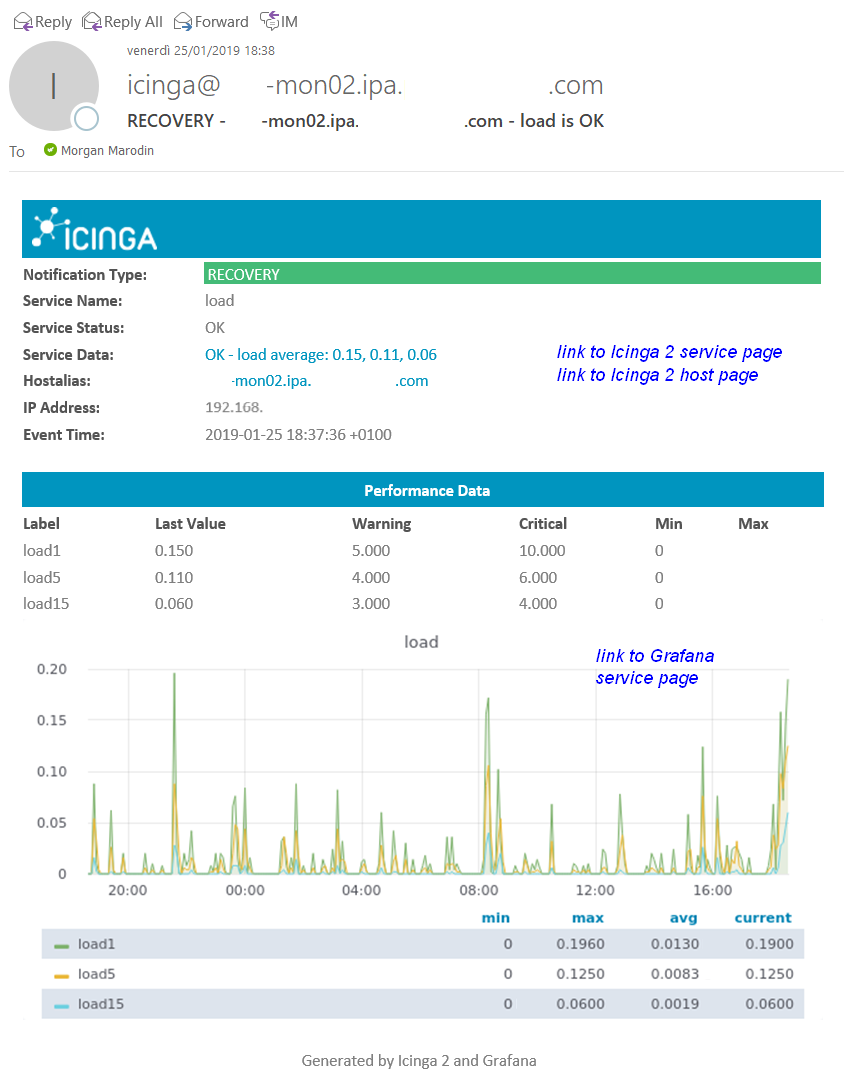 Reply Reply All Forward IM
venerdì 25/01/2019 18:38
I
icinga@ -mon02.ipa. .com
RECOVERY - -mon02.ipa. .com - load is OK
To Morgan Marodin
ICINGA
Notification Type: RECOVERY
Service Name: load
Service Status: OK
Service Data: OK - load average: 0.15, 0.11, 0.06
link to Icinga 2 service page
Hostalias: -mon02.ipa. .com
link to Icinga 2 host page
IP Address: 192.168.
Event Time: 2019-01-25 18:37:36 +0100
Performance Data
Label Last Value Warning Critical Min Max
load1 0.150 5.000 10.000 0
load5 0.110 4.000 6.000 0
load15 0.060 3.000 4.000 0
load
link to Grafana
service page
0.20
0.15
0.10
0.05
0
20:00 00:00 04:00 08:00 12:00 16:00
min max avg current
load1 0 0.1960 0.0130 0.1900
load5 0 0.1250 0.0083 0.1250
load15 0 0.0600 0.0019 0.0600
Generated by Icinga 2 and Grafana